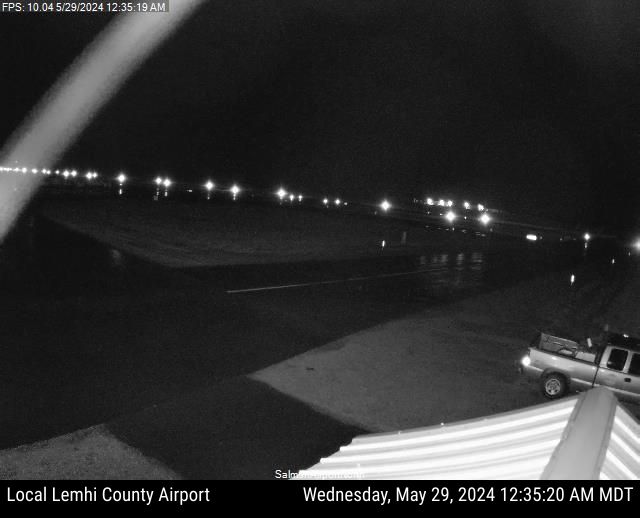 FPS: 10.04 5/29/2024 12:35:19 AM
Local Lemhi County Airport
Wednesday, May 29, 2024 12:35:20 AM MDT